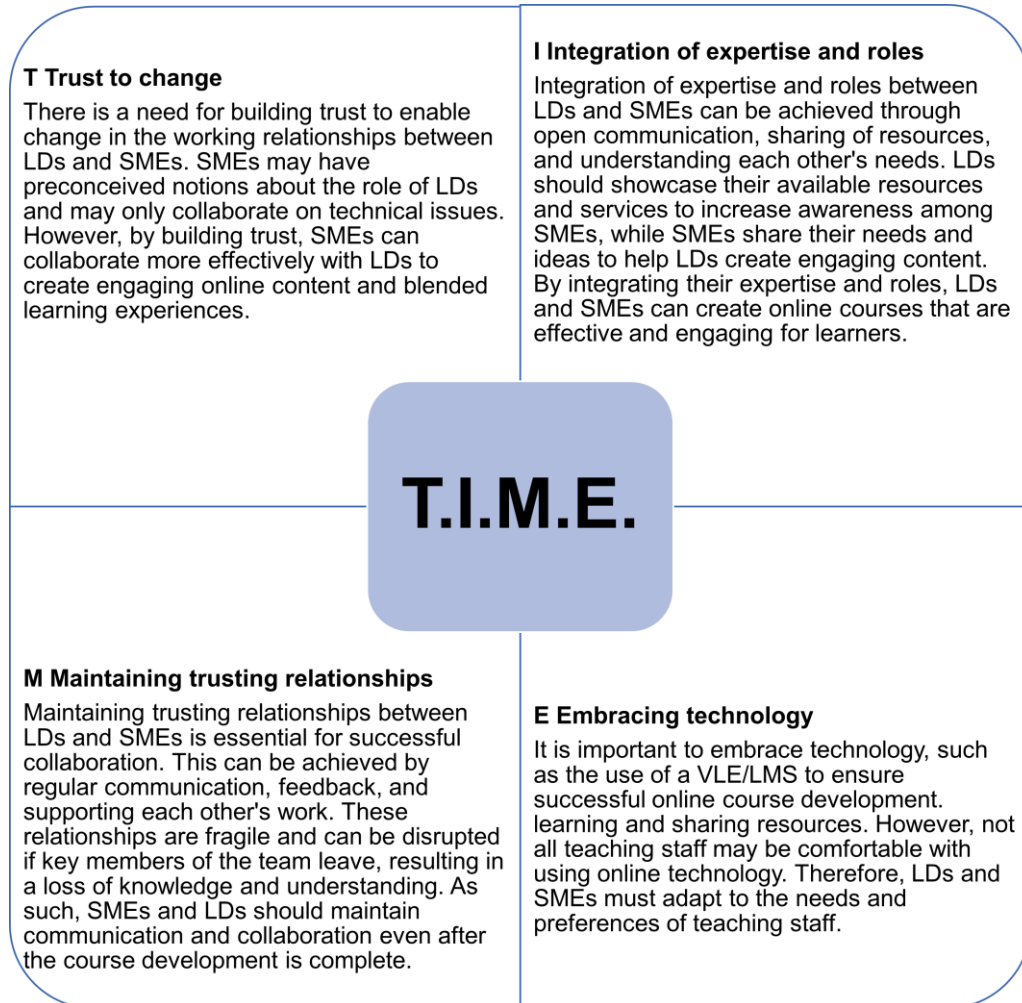 T Trust to change
There is a need for building trust to enable
change in the working relationships between
LDs and SMEs. SMEs may have
preconceived notions about the role of LDs
and may only collaborate on technical issues.
However, by building trust, SMEs can
collaborate more effectively with LDs to
create engaging online content and blended
learning experiences.
I Integration of expertise and roles
Integration of expertise and roles between
LDs and SMEs can be achieved through
open communication, sharing of resources,
and understanding each other's needs. LDs
should showcase their available resources
and services to increase awareness among
SMEs, while SMEs share their needs and
ideas to help LDs create engaging content.
By integrating their expertise and roles, LDs
and SMEs can create online courses that are
effective and engaging for learners.
T.I.M.E.
M Maintaining trusting relationships
Maintaining trusting relationships between
LDs and SMEs is essential for successful
collaboration. This can be achieved by
regular communication, feedback, and
supporting each other's work. These
relationships are fragile and can be disrupted
if key members of the team leave, resulting in
a loss of knowledge and understanding. As
such, SMEs and LDs should maintain
communication and collaboration even after
the course development is complete.
E Embracing technology
It is important to embrace technology, such
as the use of a VLE/LMS to ensure
successful online course development.
learning and sharing resources. However, not
all teaching staff may be comfortable with
using online technology. Therefore, LDs and
SMEs must adapt to the needs and
preferences of teaching staff.